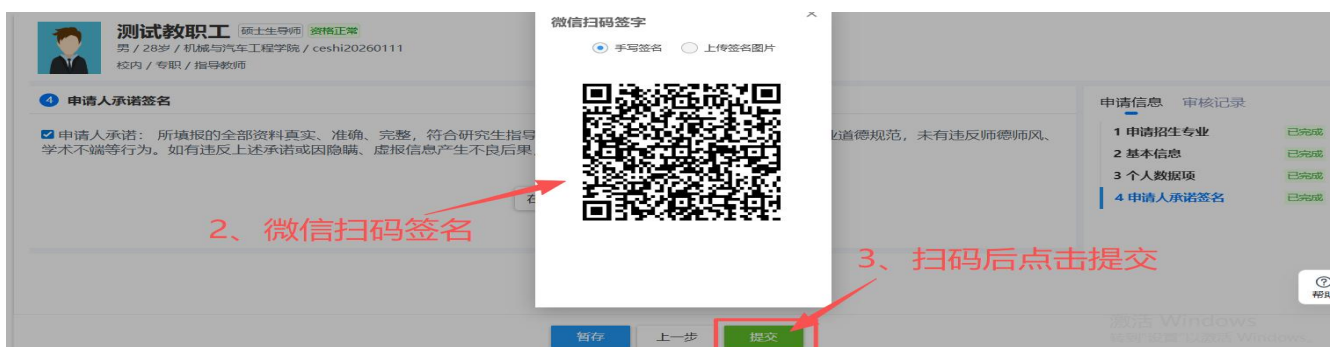 测试教职工 硕士生导师 资格正常
男 / 28岁 / 机械与汽车工程学院 / ceshi20260111
校内 / 专职 / 指导教师
微信扫码签字
手写签名 上传签名图片
4 申请人承诺签名
申请人承诺： 所填报的全部资料真实、准确、完整，符合研究生指导
业道德规范，未有违反师德师风、
学术不端等行为。如有违反上述承诺或因隐瞒、虚报信息产生不良后果
2、微信扫码签名
3、扫码后点击提交
申请信息 审核记录
1 申请招生专业 已完成
2 基本信息 已完成
3 个人数据项 已完成
4 申请人承诺签名 已完成
帮助
暂存 上一步 提交
激活 Windows